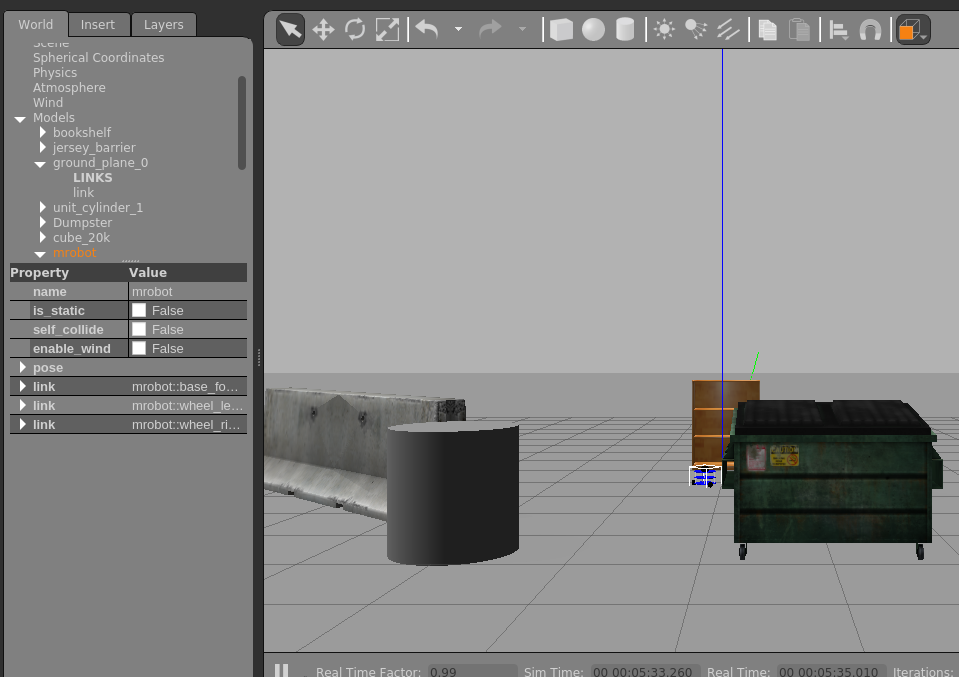 World
Insert
Layers
Scene
Spherical Coordinates
Physics
Atmosphere
Wind
Models
bookshelf
jersey_barrier
ground_plane_0
LINKS
link
unit_cylinder_1
Dumpster
cube_20k
mrobot
Property Value
name mrobot
is_static False
self_collide False
enable_wind False
pose
link mrobot::base_fo...
link mrobot::wheel_le...
link mrobot::wheel_ri...
Real Time Factor: 0.99 Sim Time: 00 00:05:33.260 Real Time: 00 00:05:35.010 Iterations: